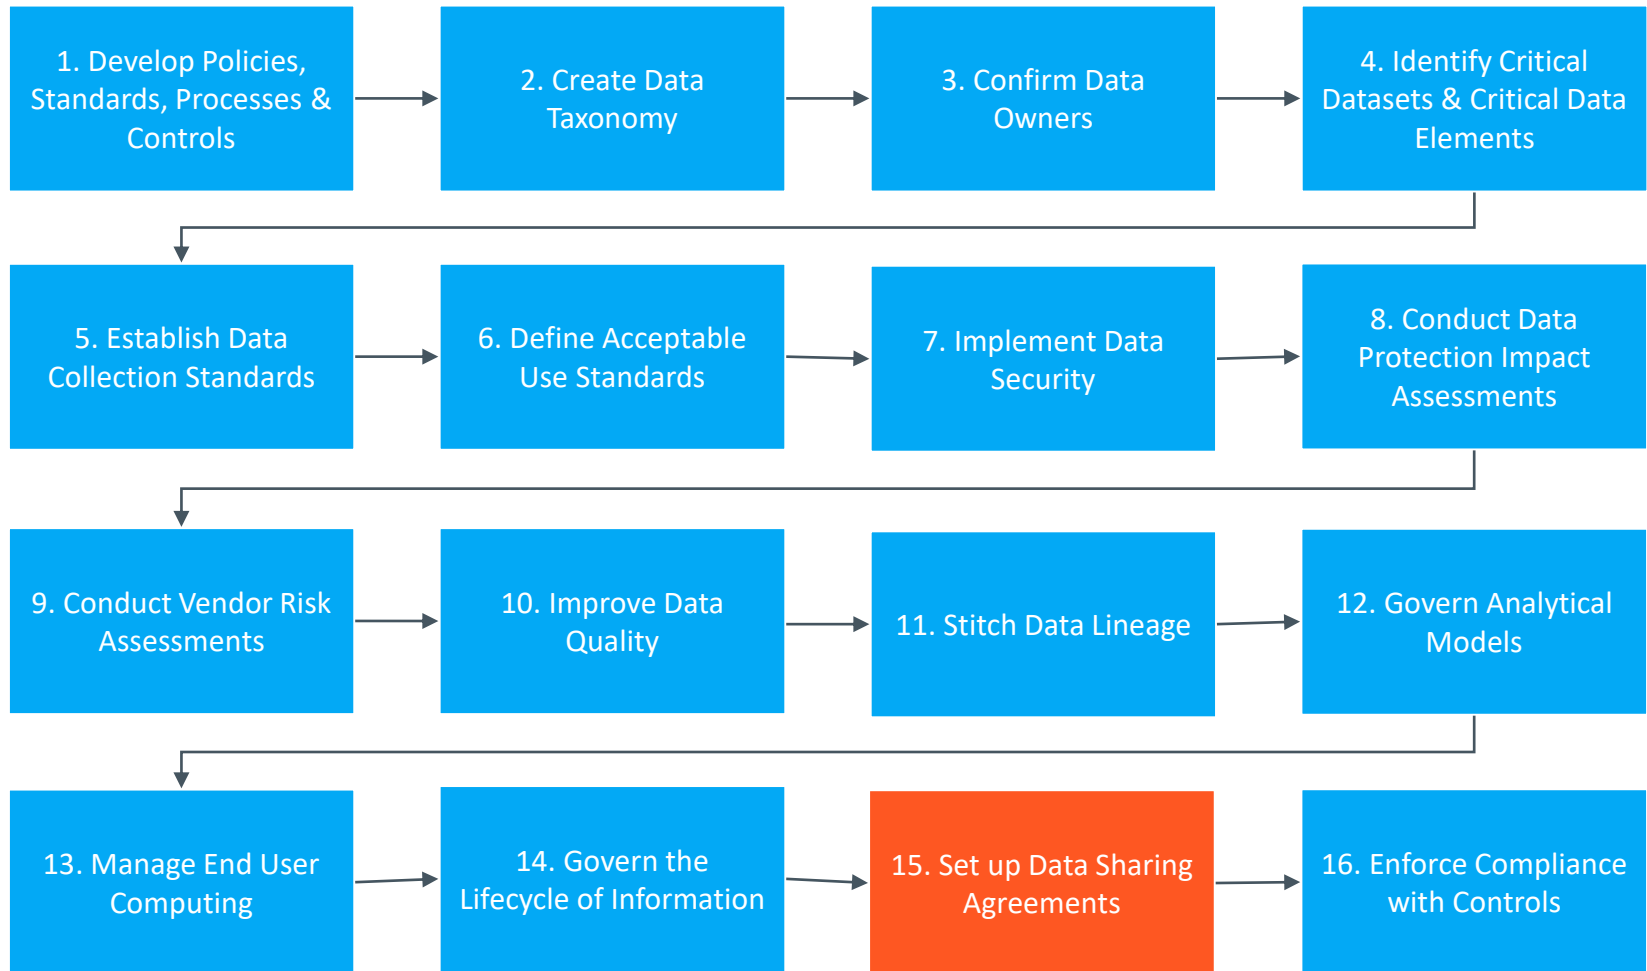 1. Develop Policies,
Standards, Processes &
Controls
2. Create Data
Taxonomy
3. Confirm Data
Owners
4. Identify Critical
Datasets & Critical Data
Elements
5. Establish Data
Collection Standards
6. Define Acceptable
Use Standards
7. Implement Data
Security
8. Conduct Data
Protection Impact
Assessments
9. Conduct Vendor Risk
Assessments
10. Improve Data
Quality
11. Stitch Data Lineage
12. Govern Analytical
Models
13. Manage End User
Computing
14. Govern the
Lifecycle of Information
15. Set up Data Sharing
Agreements
16. Enforce Compliance
with Controls